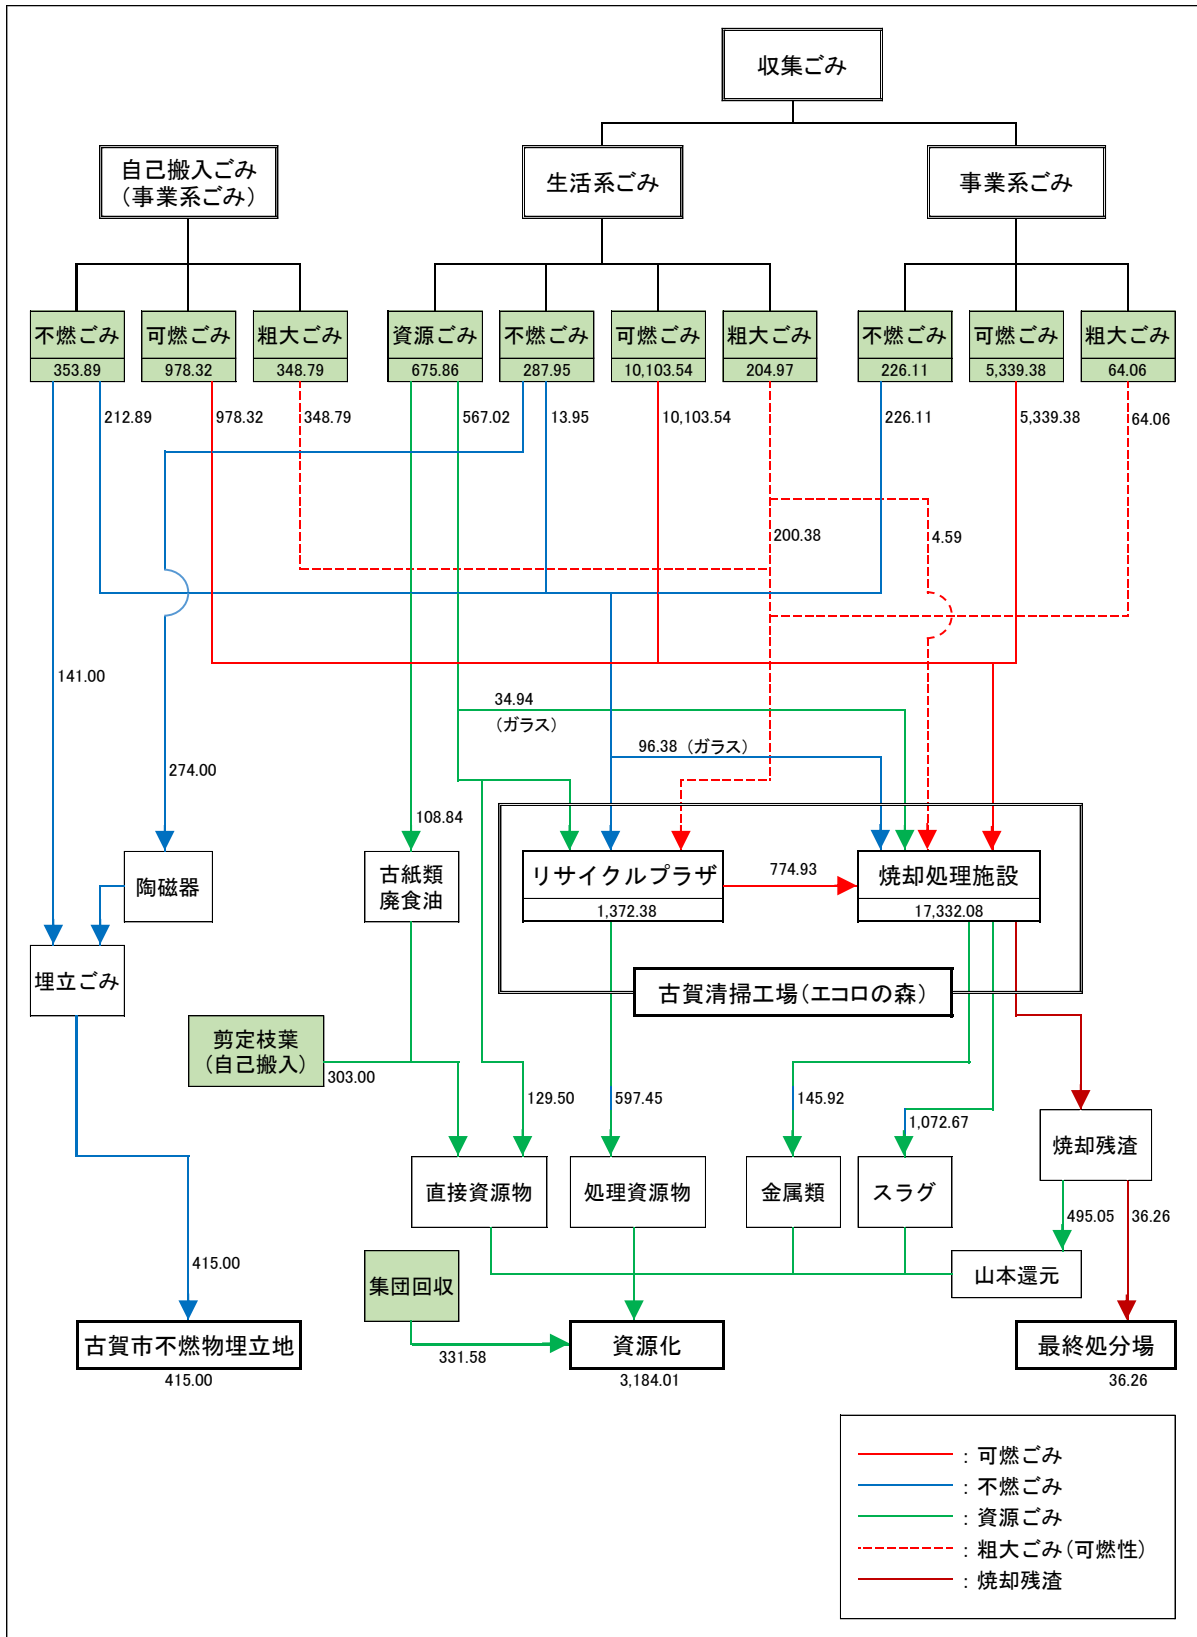 収集ごみ
自己搬入ごみ
（事業系ごみ）
生活系ごみ
事業系ごみ
不燃ごみ
353.89
可燃ごみ
978.32
粗大ごみ
348.79
資源ごみ
675.86
不燃ごみ
287.95
可燃ごみ
10,103.54
粗大ごみ
204.97
不燃ごみ
226.11
可燃ごみ
5,339.38
粗大ごみ
64.06
212.89
978.32
348.79
567.02
13.95
10,103.54
226.11
5,339.38
64.06
200.38
4.59
141.00
34.94
（ガラス）
96.38（ガラス）
274.00
108.84
陶磁器
古紙類
廃食油
リサイクルプラザ
1,372.38
774.93
焼却処理施設
17,332.08
埋立ごみ
古賀清掃工場（エコロの森）
剪定枝葉
（自己搬入）
303.00
129.50
597.45
145.92
1,072.67
焼却残渣
直接資源物
処理資源物
金属類
スラグ
495.05
36.26
415.00
集団回収
山本還元
331.58
古賀市不燃物埋立地
415.00
資源化
3,184.01
最終処分場
36.26
：可燃ごみ
：不燃ごみ
：資源ごみ
：粗大ごみ（可燃性）
：焼却残渣